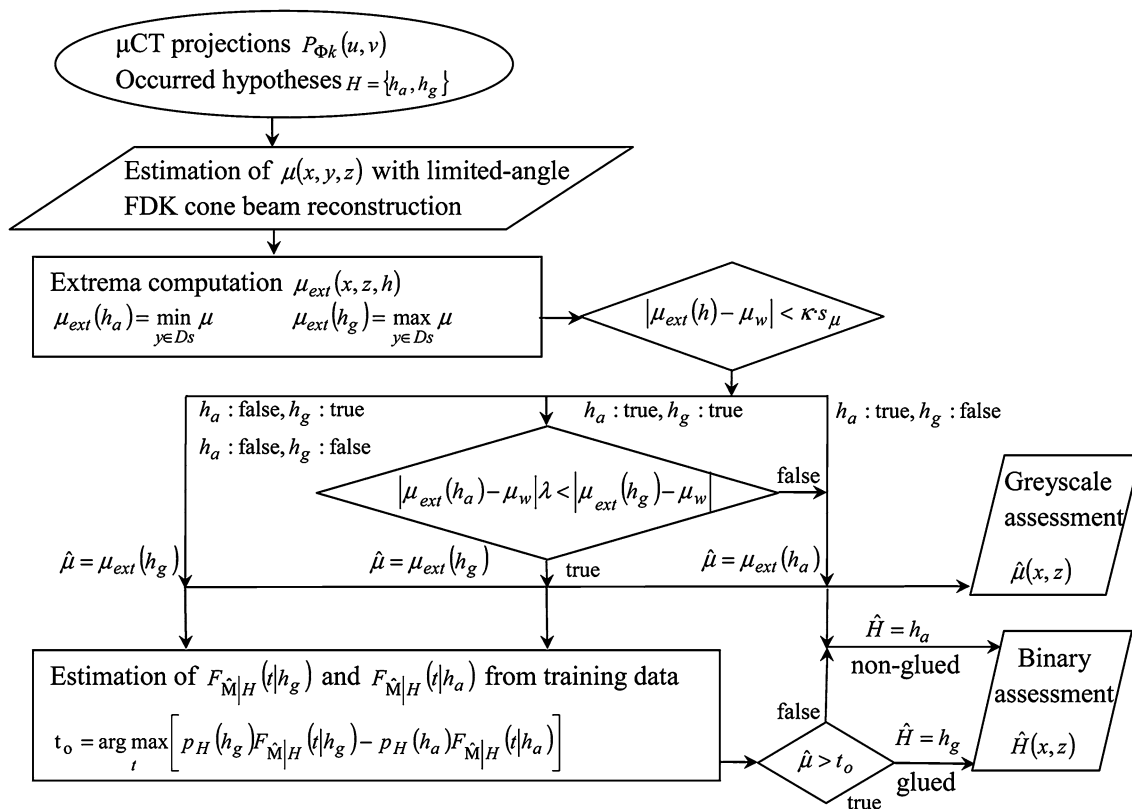 μCT projections P_Φk(u,v)
Occurred hypotheses H = {h_a, h_g}
Estimation of μ(x, y, z) with limited-angle
FDK cone beam reconstruction
Extrema computation μ_ext(x, z, h)
μ_ext(h_a) = min_{y∈Ds} μ μ_ext(h_g) = max_{y∈Ds} μ
|μ_ext(h) − μ_w| < κ·s_μ
h_a : false, h_g : true
h_a : false, h_g : false
h_a : true, h_g : true
h_a : true, h_g : false
|μ_ext(h_a) − μ_w| λ < |μ_ext(h_g) − μ_w|
false
true
μ̂ = μ_ext(h_g)
μ̂ = μ_ext(h_g)
μ̂ = μ_ext(h_a)
Greyscale
assessment
μ̂(x, z)
Estimation of F_{M̂|H}(t|h_g) and F_{M̂|H}(t|h_a) from training data
t_o = arg max_t [p_H(h_g) F_{M̂|H}(t|h_g) − p_H(h_a) F_{M̂|H}(t|h_a)]
μ̂ > t_o
false
true
Ĥ = h_a
non-glued
Ĥ = h_g
glued
Binary
assessment
Ĥ(x, z)